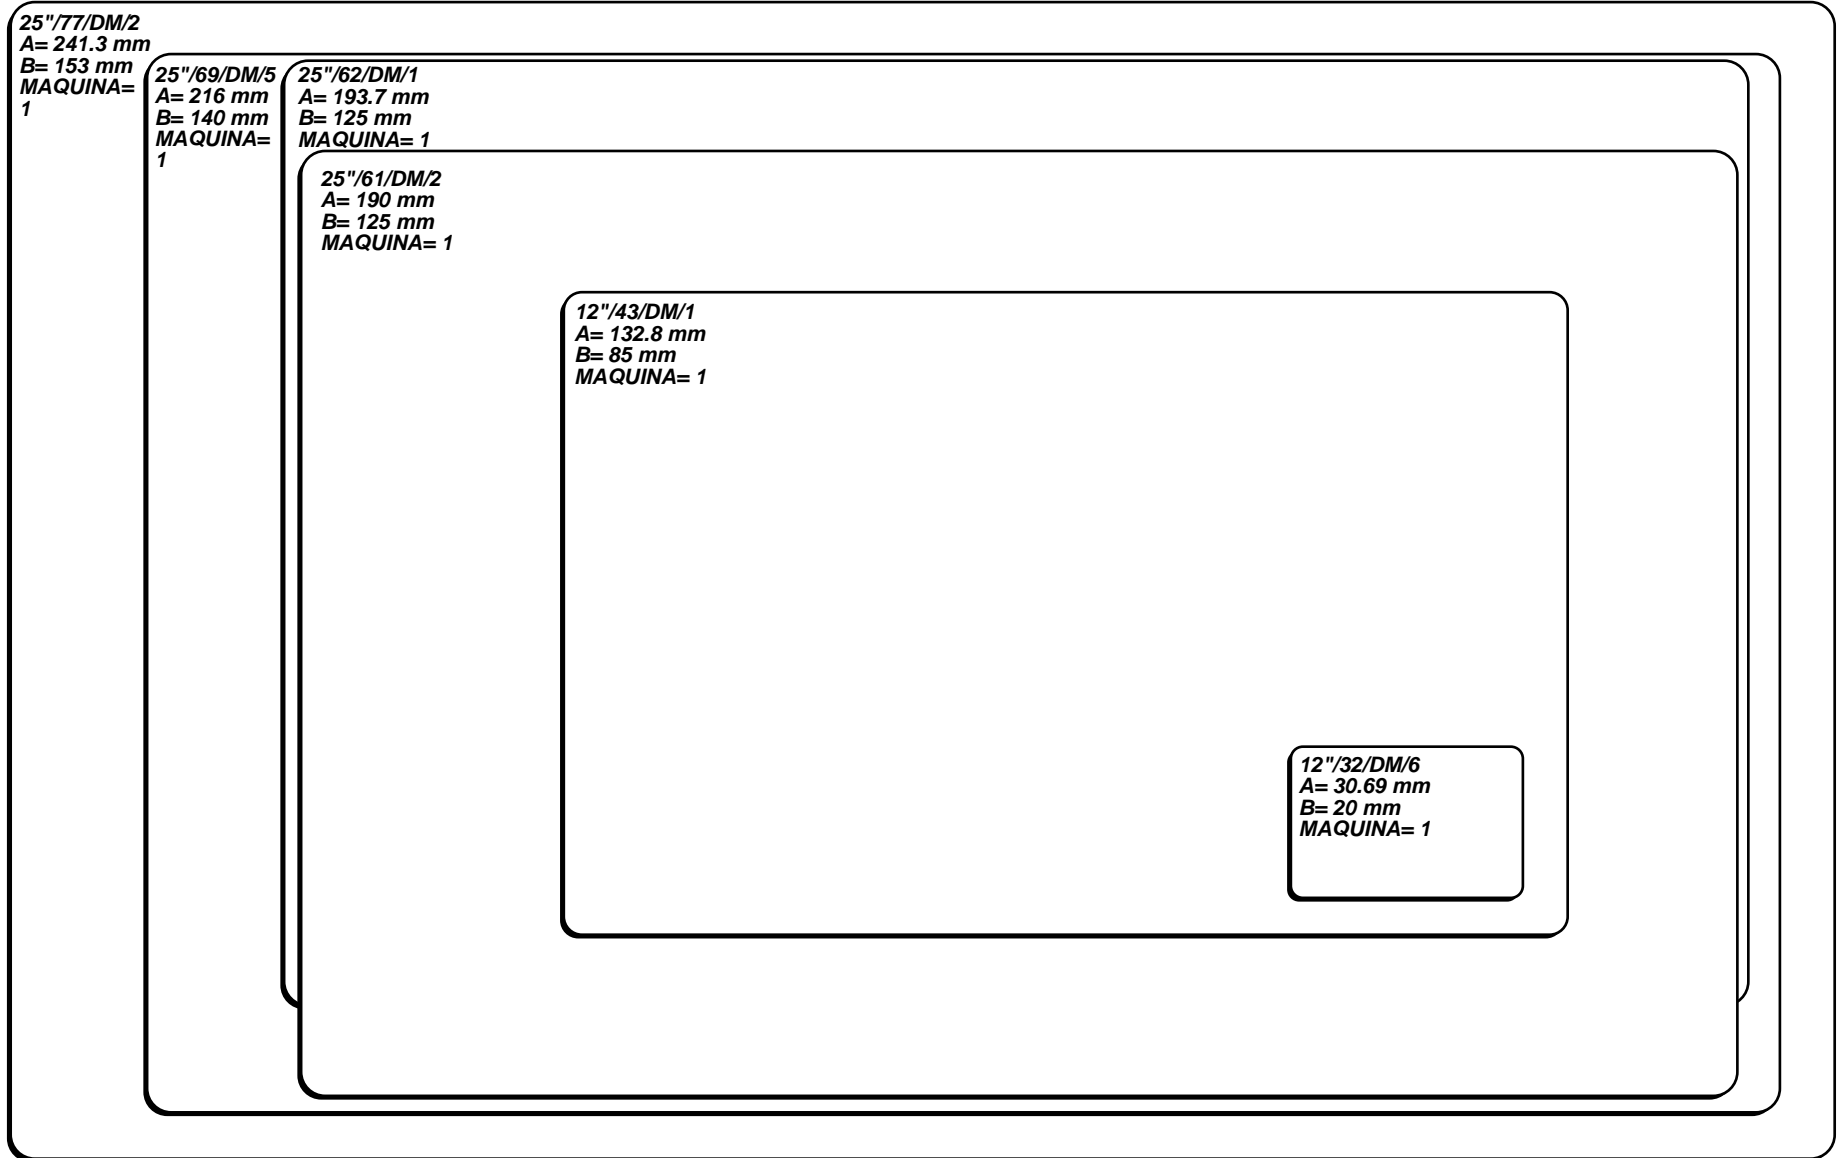 25"/77/DM/2
A= 241.3 mm
B= 153 mm
MAQUINA=
1
25"/69/DM/5
A= 216 mm
B= 140 mm
MAQUINA=
1
25"/62/DM/1
A= 193.7 mm
B= 125 mm
MAQUINA= 1
25"/61/DM/2
A= 190 mm
B= 125 mm
MAQUINA= 1
12"/43/DM/1
A= 132.8 mm
B= 85 mm
MAQUINA= 1
12"/32/DM/6
A= 30.69 mm
B= 20 mm
MAQUINA= 1